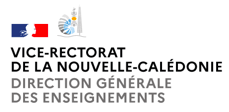 VICE-RECTORAT
DE LA NOUVELLE-CALÉDONIE
DIRECTION GÉNÉRALE
DES ENSEIGNEMENTS